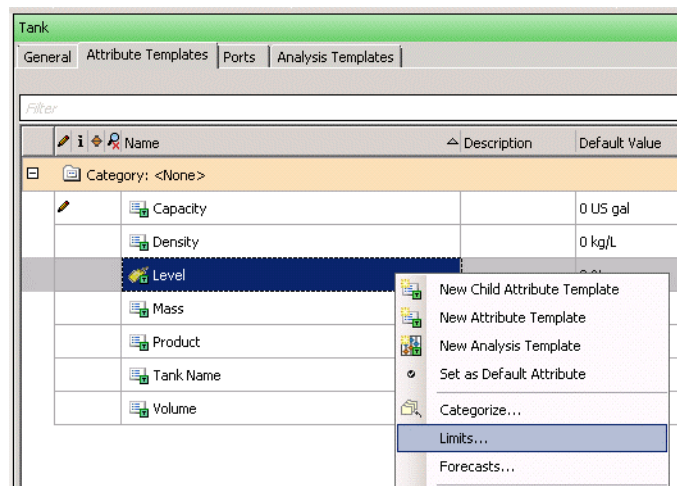 Tank
General Attribute Templates Ports Analysis Templates
Filter
Name Description Default Value
Category: <None>
Capacity 0 US gal
Density 0 kg/L
Level
New Child Attribute Template
Mass
New Attribute Template
Product
New Analysis Template
Tank Name
Set as Default Attribute
Volume
Categorize...
Limits...
Forecasts...